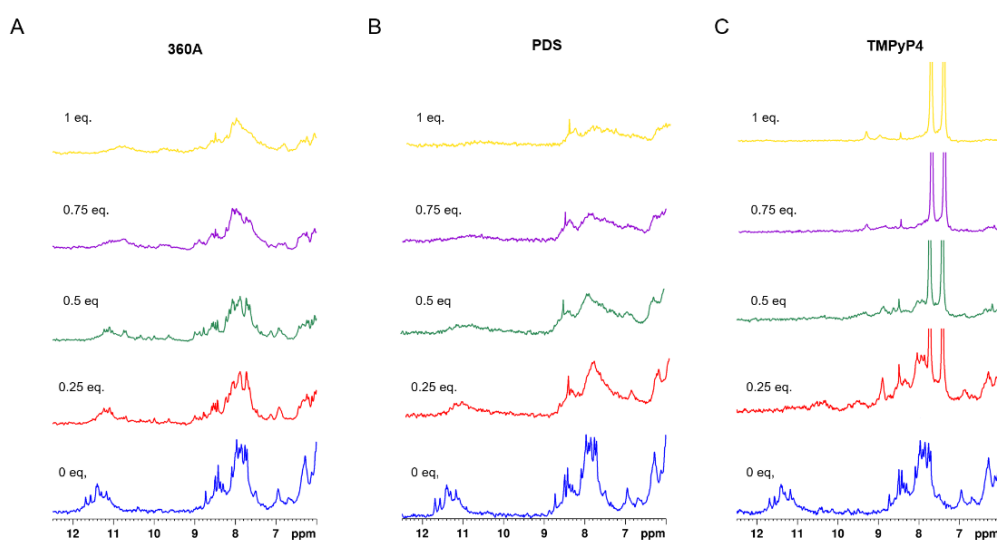 A
360A
1 eq.
0.75 eq.
0.5 eq
0.25 eq.
0 eq,
12 11 10 9 8 7 ppm
B
PDS
1 eq.
0.75 eq.
0.5 eq
0.25 eq.
0 eq,
12 11 10 9 8 7 ppm
C
TMPyP4
1 eq.
0.75 eq.
0.5 eq
0.25 eq.
0 eq,
12 11 10 9 8 7 ppm